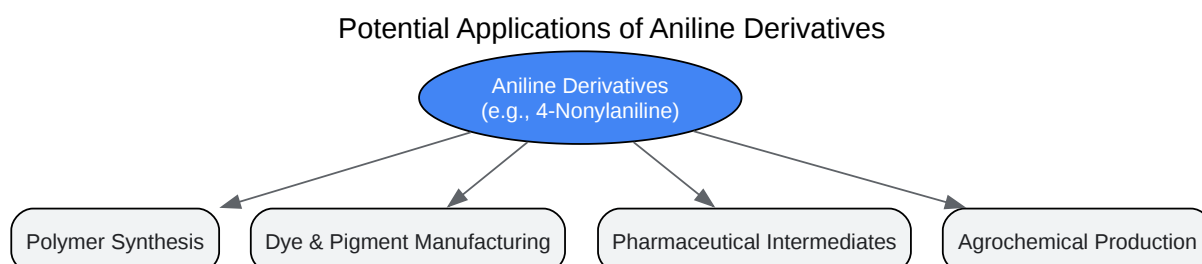 Potential Applications of Aniline Derivatives
Aniline Derivatives
(e.g., 4-Nonylaniline)
Polymer Synthesis
Dye & Pigment Manufacturing
Pharmaceutical Intermediates
Agrochemical Production